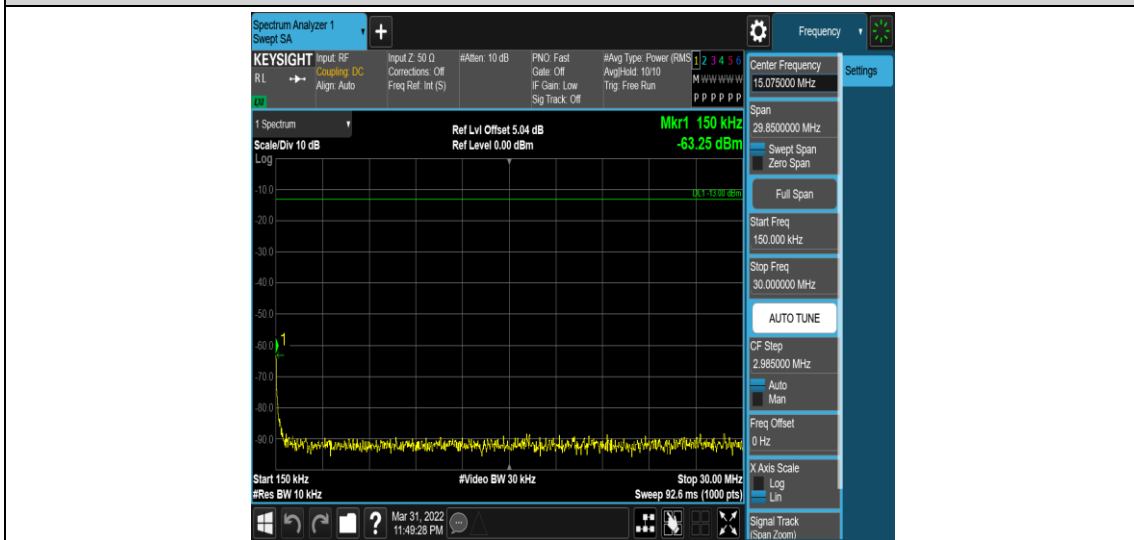 Spectrum Analyzer 1
Swept SA
+
Frequency
KEYSIGHT
RL
Input: RF
Coupling: DC
Align: Auto
Input Z: 50 Ω
Corrections: Off
Freq Ref: Int (S)
#Atten: 10 dB
PNO: Fast
Gate: Off
IF Gain: Low
Sig Track: Off
#Avg Type: Power (RMS
Avg|Hold: 10/10
Trig: Free Run
1 2 3 4 5 6
M W W W W W
P P P P P P
Center Frequency
15.075000 MHz
Settings
Span
29.8500000 MHz
Swept Span
Zero Span
Full Span
Start Freq
150.000 kHz
Stop Freq
30.000000 MHz
AUTO TUNE
CF Step
2.985000 MHz
Auto
Man
Freq Offset
0 Hz
X Axis Scale
Log
Lin
Signal Track
(Span Zoom)
1 Spectrum
Scale/Div 10 dB
Log
Ref Lvl Offset 5.04 dB
Ref Level 0.00 dBm
Mkr1 150 kHz
-63.25 dBm
DL1 -13.00 dBm
-10.0
-20.0
-30.0
-40.0
-50.0
-60.0
1
-70.0
-80.0
-90.0
Start 150 kHz
#Res BW 10 kHz
#Video BW 30 kHz
Stop 30.00 MHz
Sweep 92.6 ms (1000 pts)
?
Mar 31, 2022
11:49:28 PM